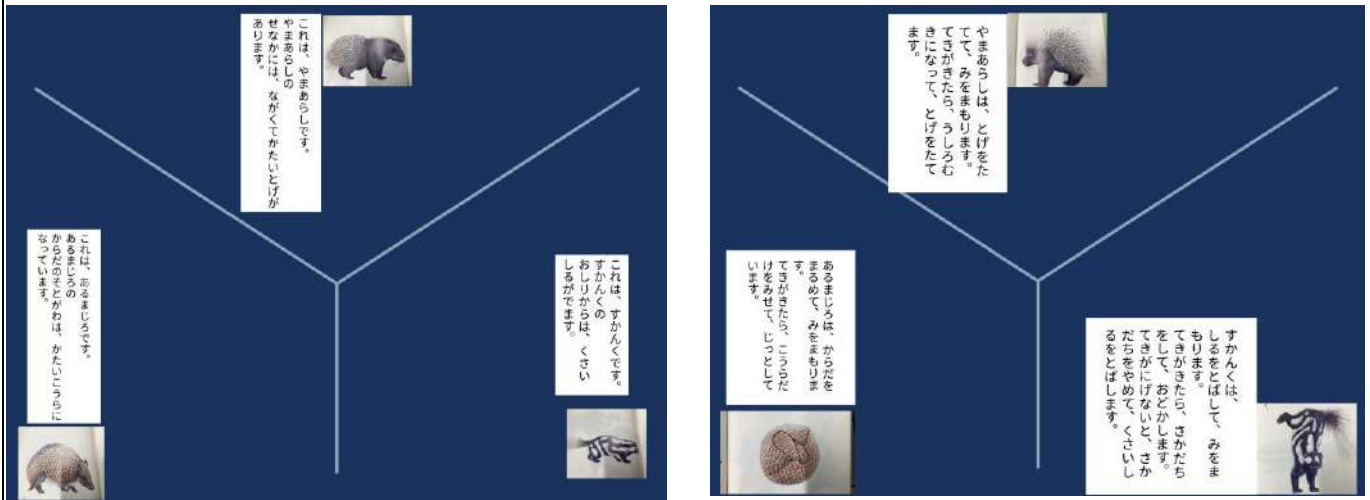 これは、やまあらしです。
やまあらしの
せなかには、ながくてかたいとげが
あります。
これは、あるまじろです。
あるまじろの
からだのそとがわは、かたいこうらに
なっています。
これは、すかんくです。
すかんくの
おしりからは、くさい
しるがでます。
やまあらしは、とげをた
てて、みをまもります。
てきがきたら、うしろむ
きになって、とげをたて
ます。
あるまじろは、からだを
まるめて、みをまもりま
す。
てきがきたら、こうらだ
けをみせて、じっとして
います。
すかんくは、
しるをとばして、みをま
もります。
てきがきたら、さかだち
をして、おどかします。
てきがにげないと、さか
だちをやめて、くさいし
るをとばします。